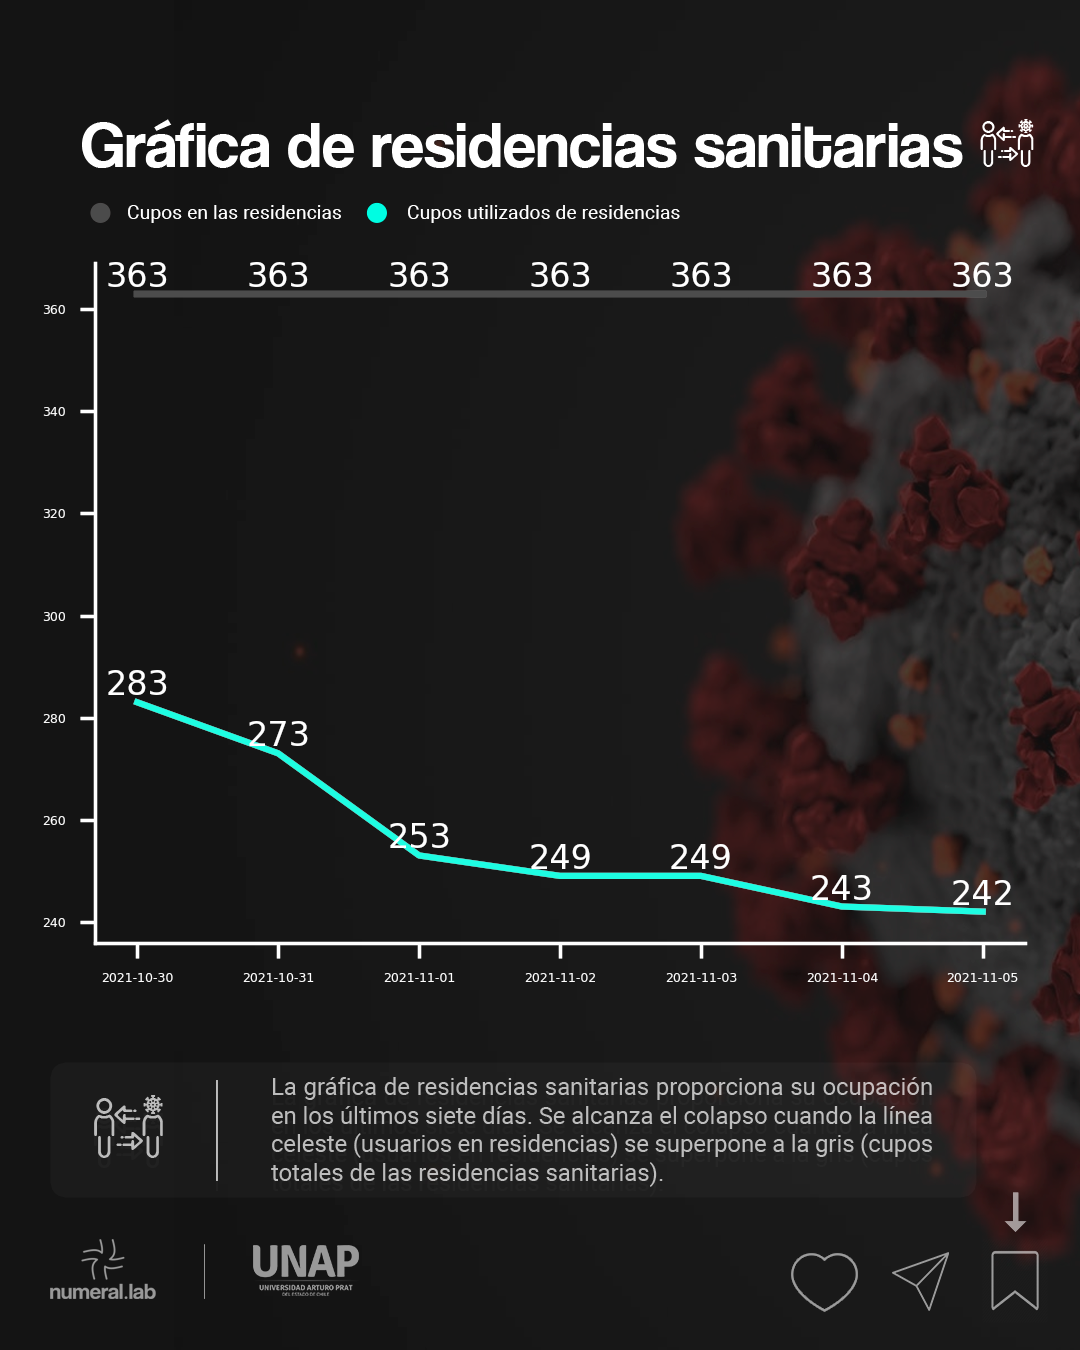 Gráfica de residencias sanitarias
Cupos en las residencias Cupos utilizados de residencias
363 363 363 363 363 363 363
360
340
320
300
280
260
240
283
273
253
249
249
243
242
2021-10-30 2021-10-31 2021-11-01 2021-11-02 2021-11-03 2021-11-04 2021-11-05
La gráfica de residencias sanitarias proporciona su ocupación
en los últimos siete días. Se alcanza el colapso cuando la línea
celeste (usuarios en residencias) se superpone a la gris (cupos
totales de las residencias sanitarias).
numeral.lab
UNAP
UNIVERSIDAD ARTURO PRAT
DEL ESTADO DE CHILE